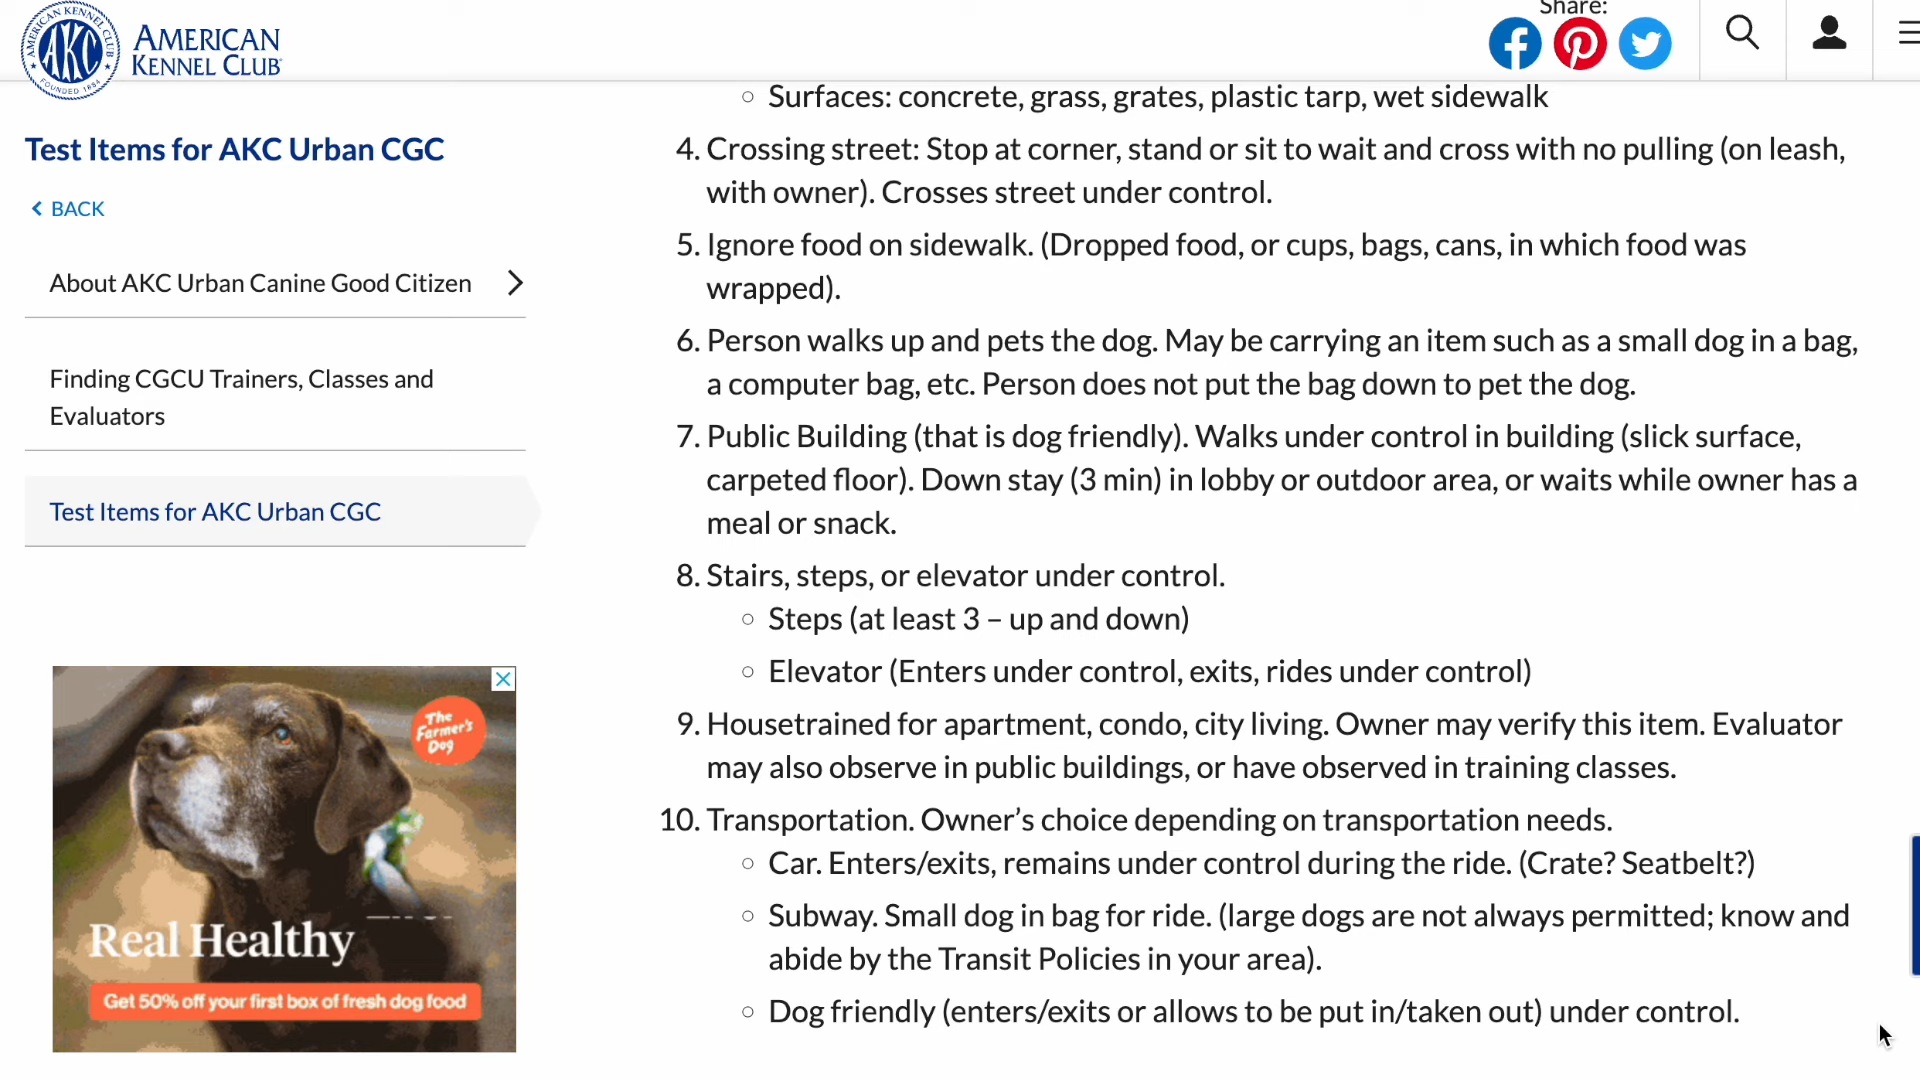 Share:
AMERICAN KENNEL CLUB
AKC
FOUNDED 1884
AMERICAN
KENNEL CLUB
Test Items for AKC Urban CGC
BACK
About AKC Urban Canine Good Citizen
Finding CGCU Trainers, Classes and
Evaluators
Test Items for AKC Urban CGC
The
Farmer's
Dog
Real Healthy
Get 50% off your first box of fresh dog food
○ Surfaces: concrete, grass, grates, plastic tarp, wet sidewalk
4. Crossing street: Stop at corner, stand or sit to wait and cross with no pulling (on leash,
with owner). Crosses street under control.
5. Ignore food on sidewalk. (Dropped food, or cups, bags, cans, in which food was
wrapped).
6. Person walks up and pets the dog. May be carrying an item such as a small dog in a bag,
a computer bag, etc. Person does not put the bag down to pet the dog.
7. Public Building (that is dog friendly). Walks under control in building (slick surface,
carpeted floor). Down stay (3 min) in lobby or outdoor area, or waits while owner has a
meal or snack.
8. Stairs, steps, or elevator under control.
○ Steps (at least 3 – up and down)
○ Elevator (Enters under control, exits, rides under control)
9. Housetrained for apartment, condo, city living. Owner may verify this item. Evaluator
may also observe in public buildings, or have observed in training classes.
10. Transportation. Owner’s choice depending on transportation needs.
○ Car. Enters/exits, remains under control during the ride. (Crate? Seatbelt?)
○ Subway. Small dog in bag for ride. (large dogs are not always permitted; know and
abide by the Transit Policies in your area).
○ Dog friendly (enters/exits or allows to be put in/taken out) under control.